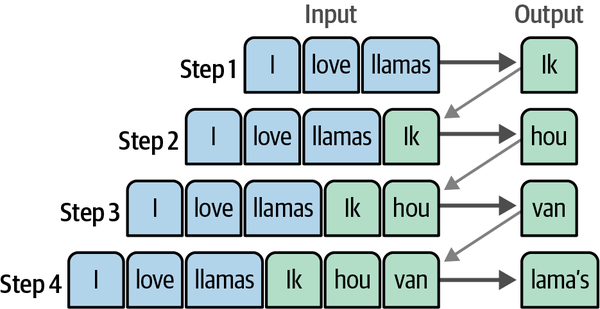 Input Output
Step 1 I love llamas Ik
Step 2 I love llamas Ik hou
Step 3 I love llamas Ik hou van
Step 4 I love llamas Ik hou van lama's